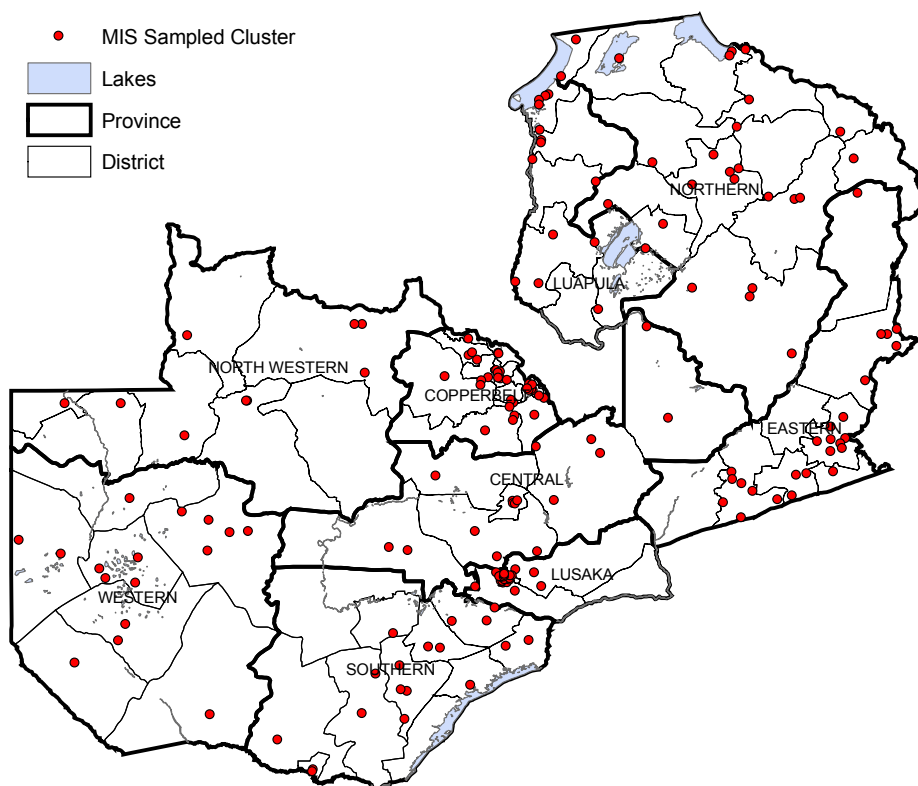 MIS Sampled Cluster
Lakes
Province
District
NORTHERN
LUAPULA
NORTH WESTERN
COPPERBELT
EASTERN
CENTRAL
LUSAKA
WESTERN
SOUTHERN